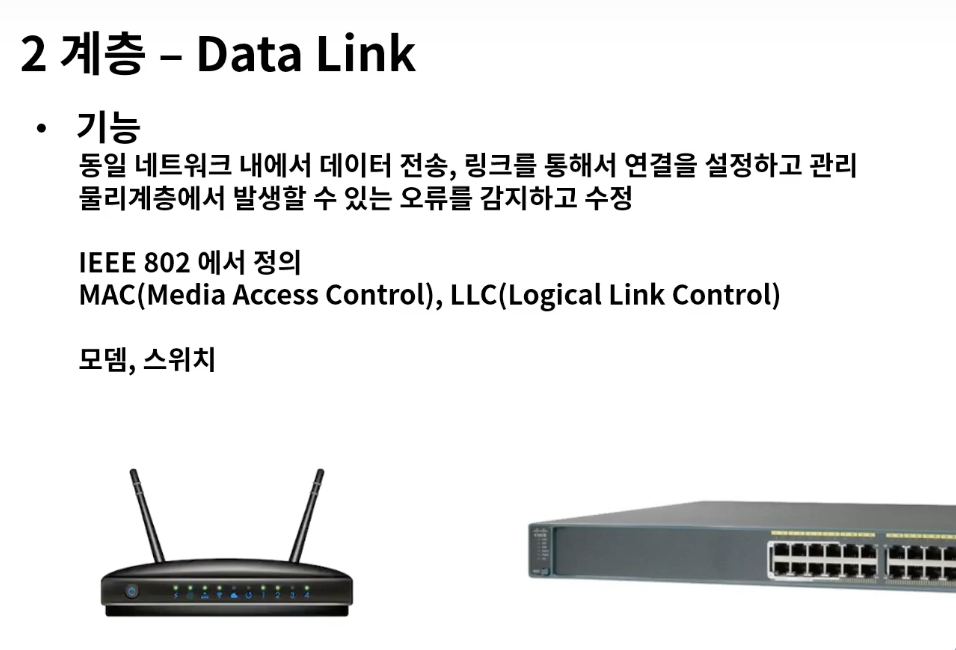 2 계층 – Data Link
• 기능
동일 네트워크 내에서 데이터 전송, 링크를 통해서 연결을 설정하고 관리
물리계층에서 발생할 수 있는 오류를 감지하고 수정
IEEE 802 에서 정의
MAC(Media Access Control), LLC(Logical Link Control)
모뎀, 스위치